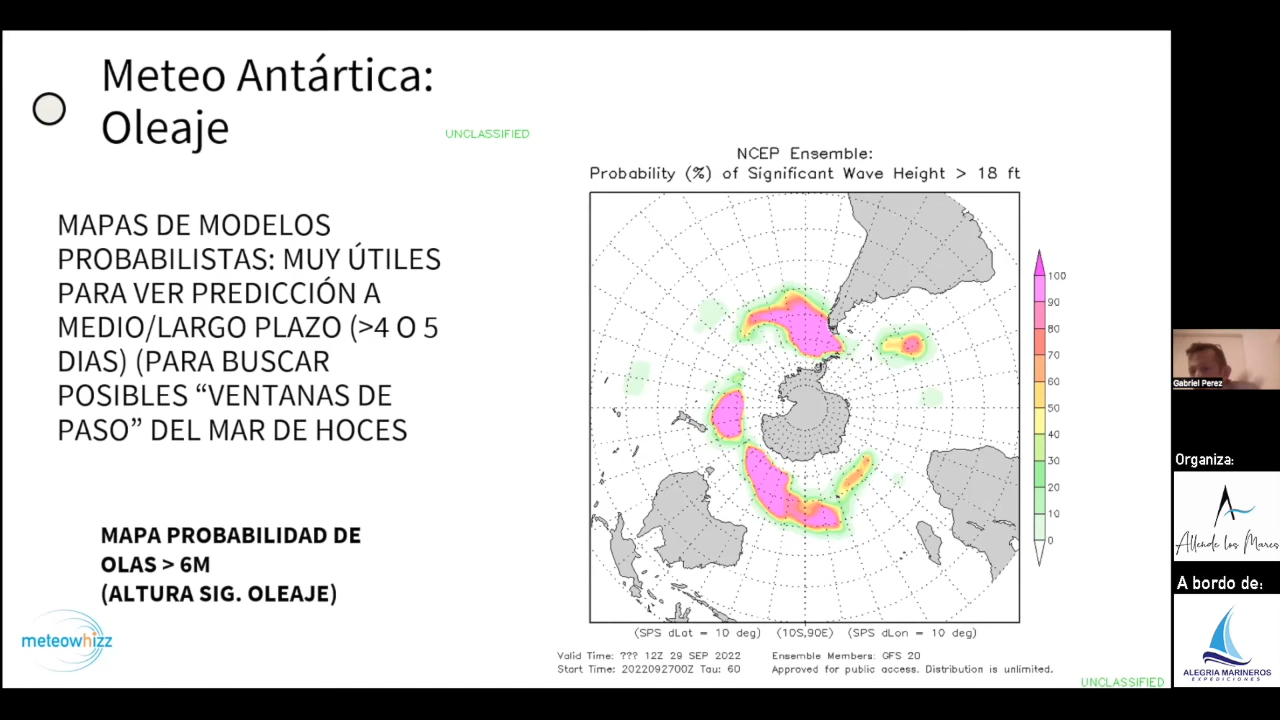 Meteo Antártica:
Oleaje
UNCLASSIFIED
MAPAS DE MODELOS
PROBABILISTAS: MUY ÚTILES
PARA VER PREDICCIÓN A
MEDIO/LARGO PLAZO (>4 O 5
DIAS) (PARA BUSCAR
POSIBLES “VENTANAS DE
PASO” DEL MAR DE HOCES
MAPA PROBABILIDAD DE
OLAS > 6M
(ALTURA SIG. OLEAJE)
meteowhizz
NCEP Ensemble:
Probability (%) of Significant Wave Height > 18 ft
100
90
80
70
60
50
40
30
20
10
0
(SPS dLat = 10 deg) (10S,90E) (SPS dLon = 10 deg)
Valid Time: ??? 12Z 29 SEP 2022 Ensemble Members: GFS 20
Start Time: 2022092700Z Tau: 60 Approved for public access. Distribution is unlimited.
UNCLASSIFIED
Gabriel Perez
Organiza:
Allende los Mares
A bordo de:
ALEGRIA MARINEROS
EXPEDICIONES